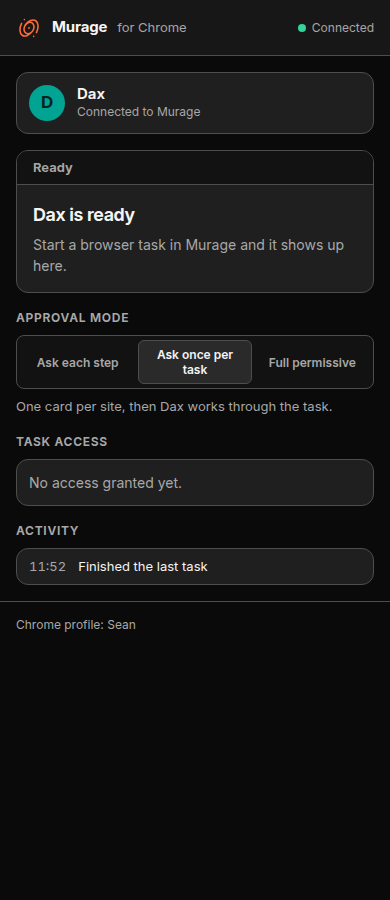 Murage for Chrome
Connected
D
Dax
Connected to Murage
Ready
Dax is ready
Start a browser task in Murage and it shows up
here.
APPROVAL MODE
Ask each step
Ask once per
task
Full permissive
One card per site, then Dax works through the task.
TASK ACCESS
No access granted yet.
ACTIVITY
11:52 Finished the last task
Chrome profile: Sean